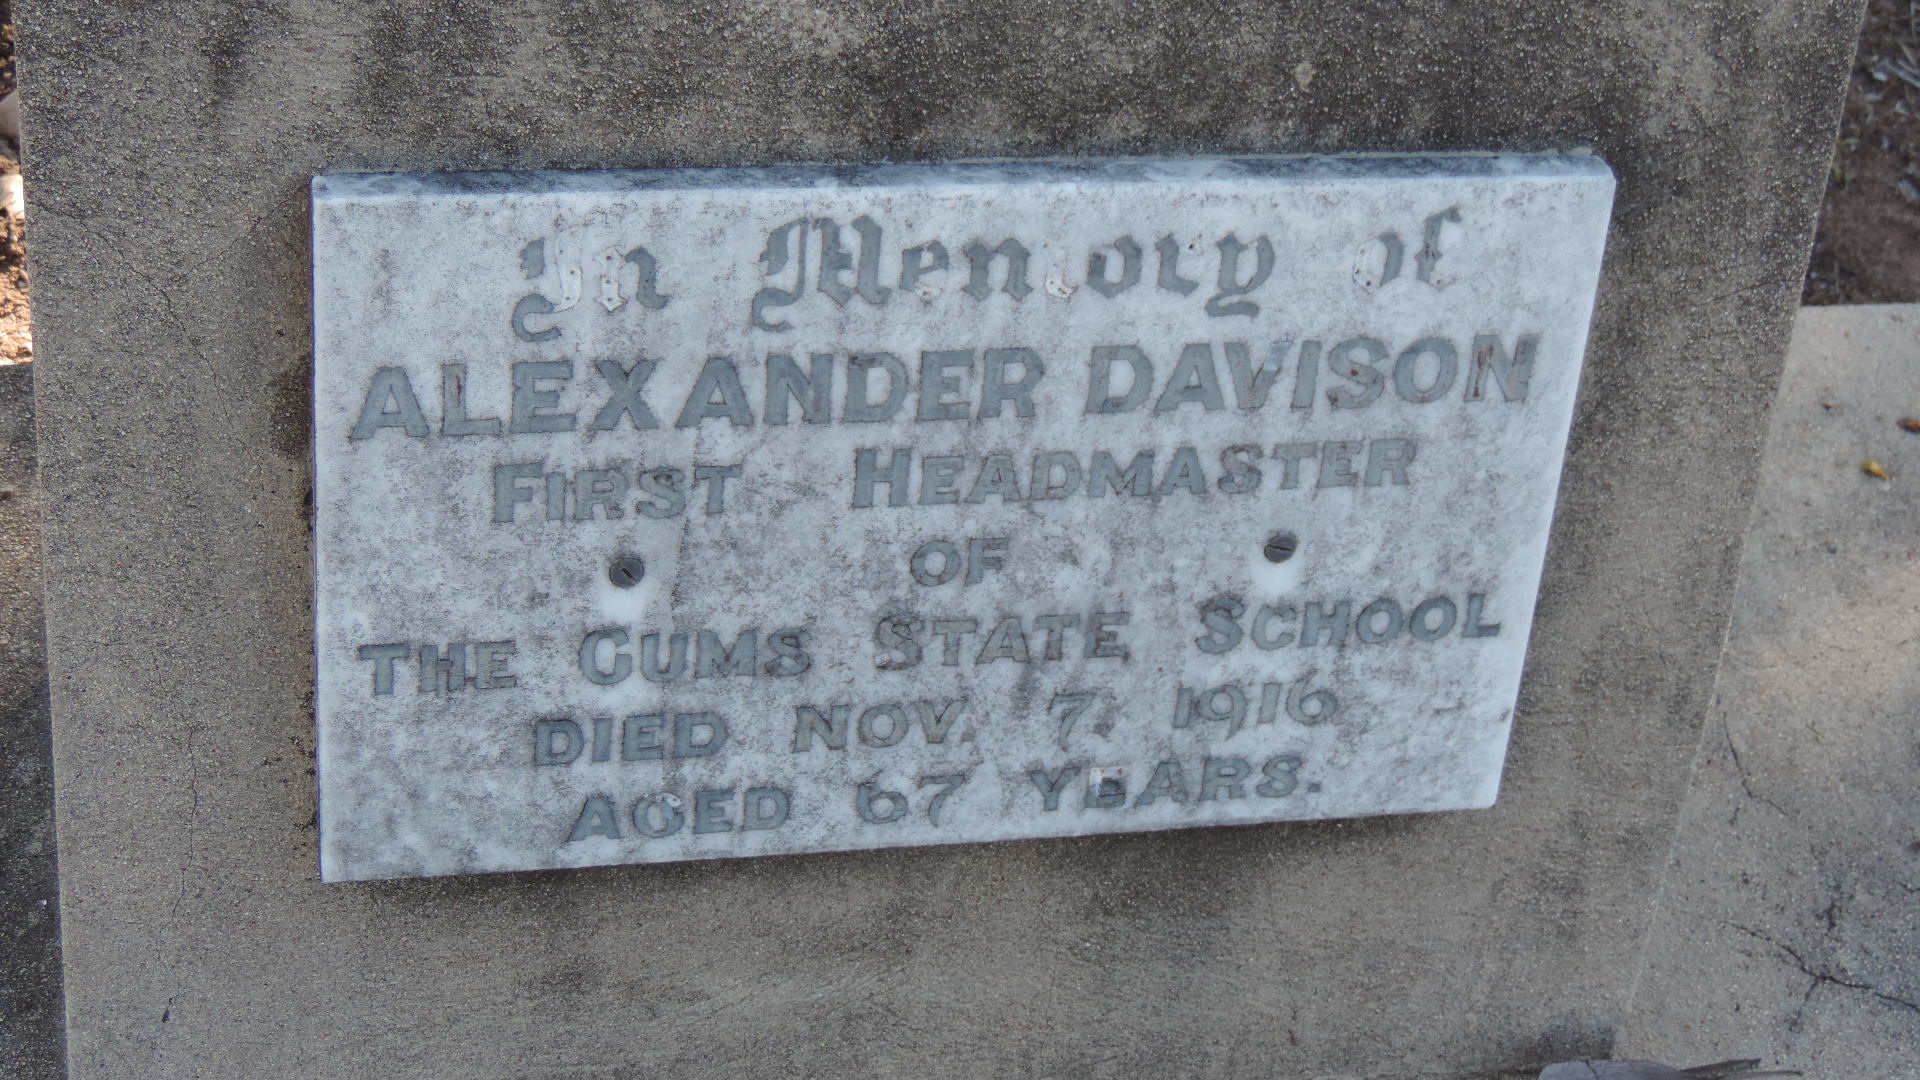 In Memory of
ALEXANDER DAVISON
FIRST HEADMASTER
OF
THE GUMS STATE SCHOOL
DIED NOV. 7. 1916
AGED 67 YEARS.